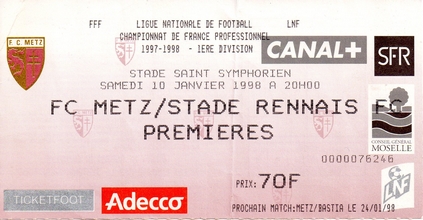 FFF LIGUE NATIONALE DE FOOTBALL LNF
CHAMPIONNAT DE FRANCE PROFESSIONNEL
1997-1998 - 1ERE DIVISION
F.C. METZ
CANAL+
SFR
STADE SAINT SYMPHORIEN
SAMEDI 10 JANVIER 1998 A 20H00
FC METZ/STADE RENNAIS FC
PREMIERES
CONSEIL GENERAL
MOSELLE
0000076246
PRIX: 70F
LNF
TICKETFOOT
Adecco
PROCHAIN MATCH:METZ/BASTIA LE 24/01/98